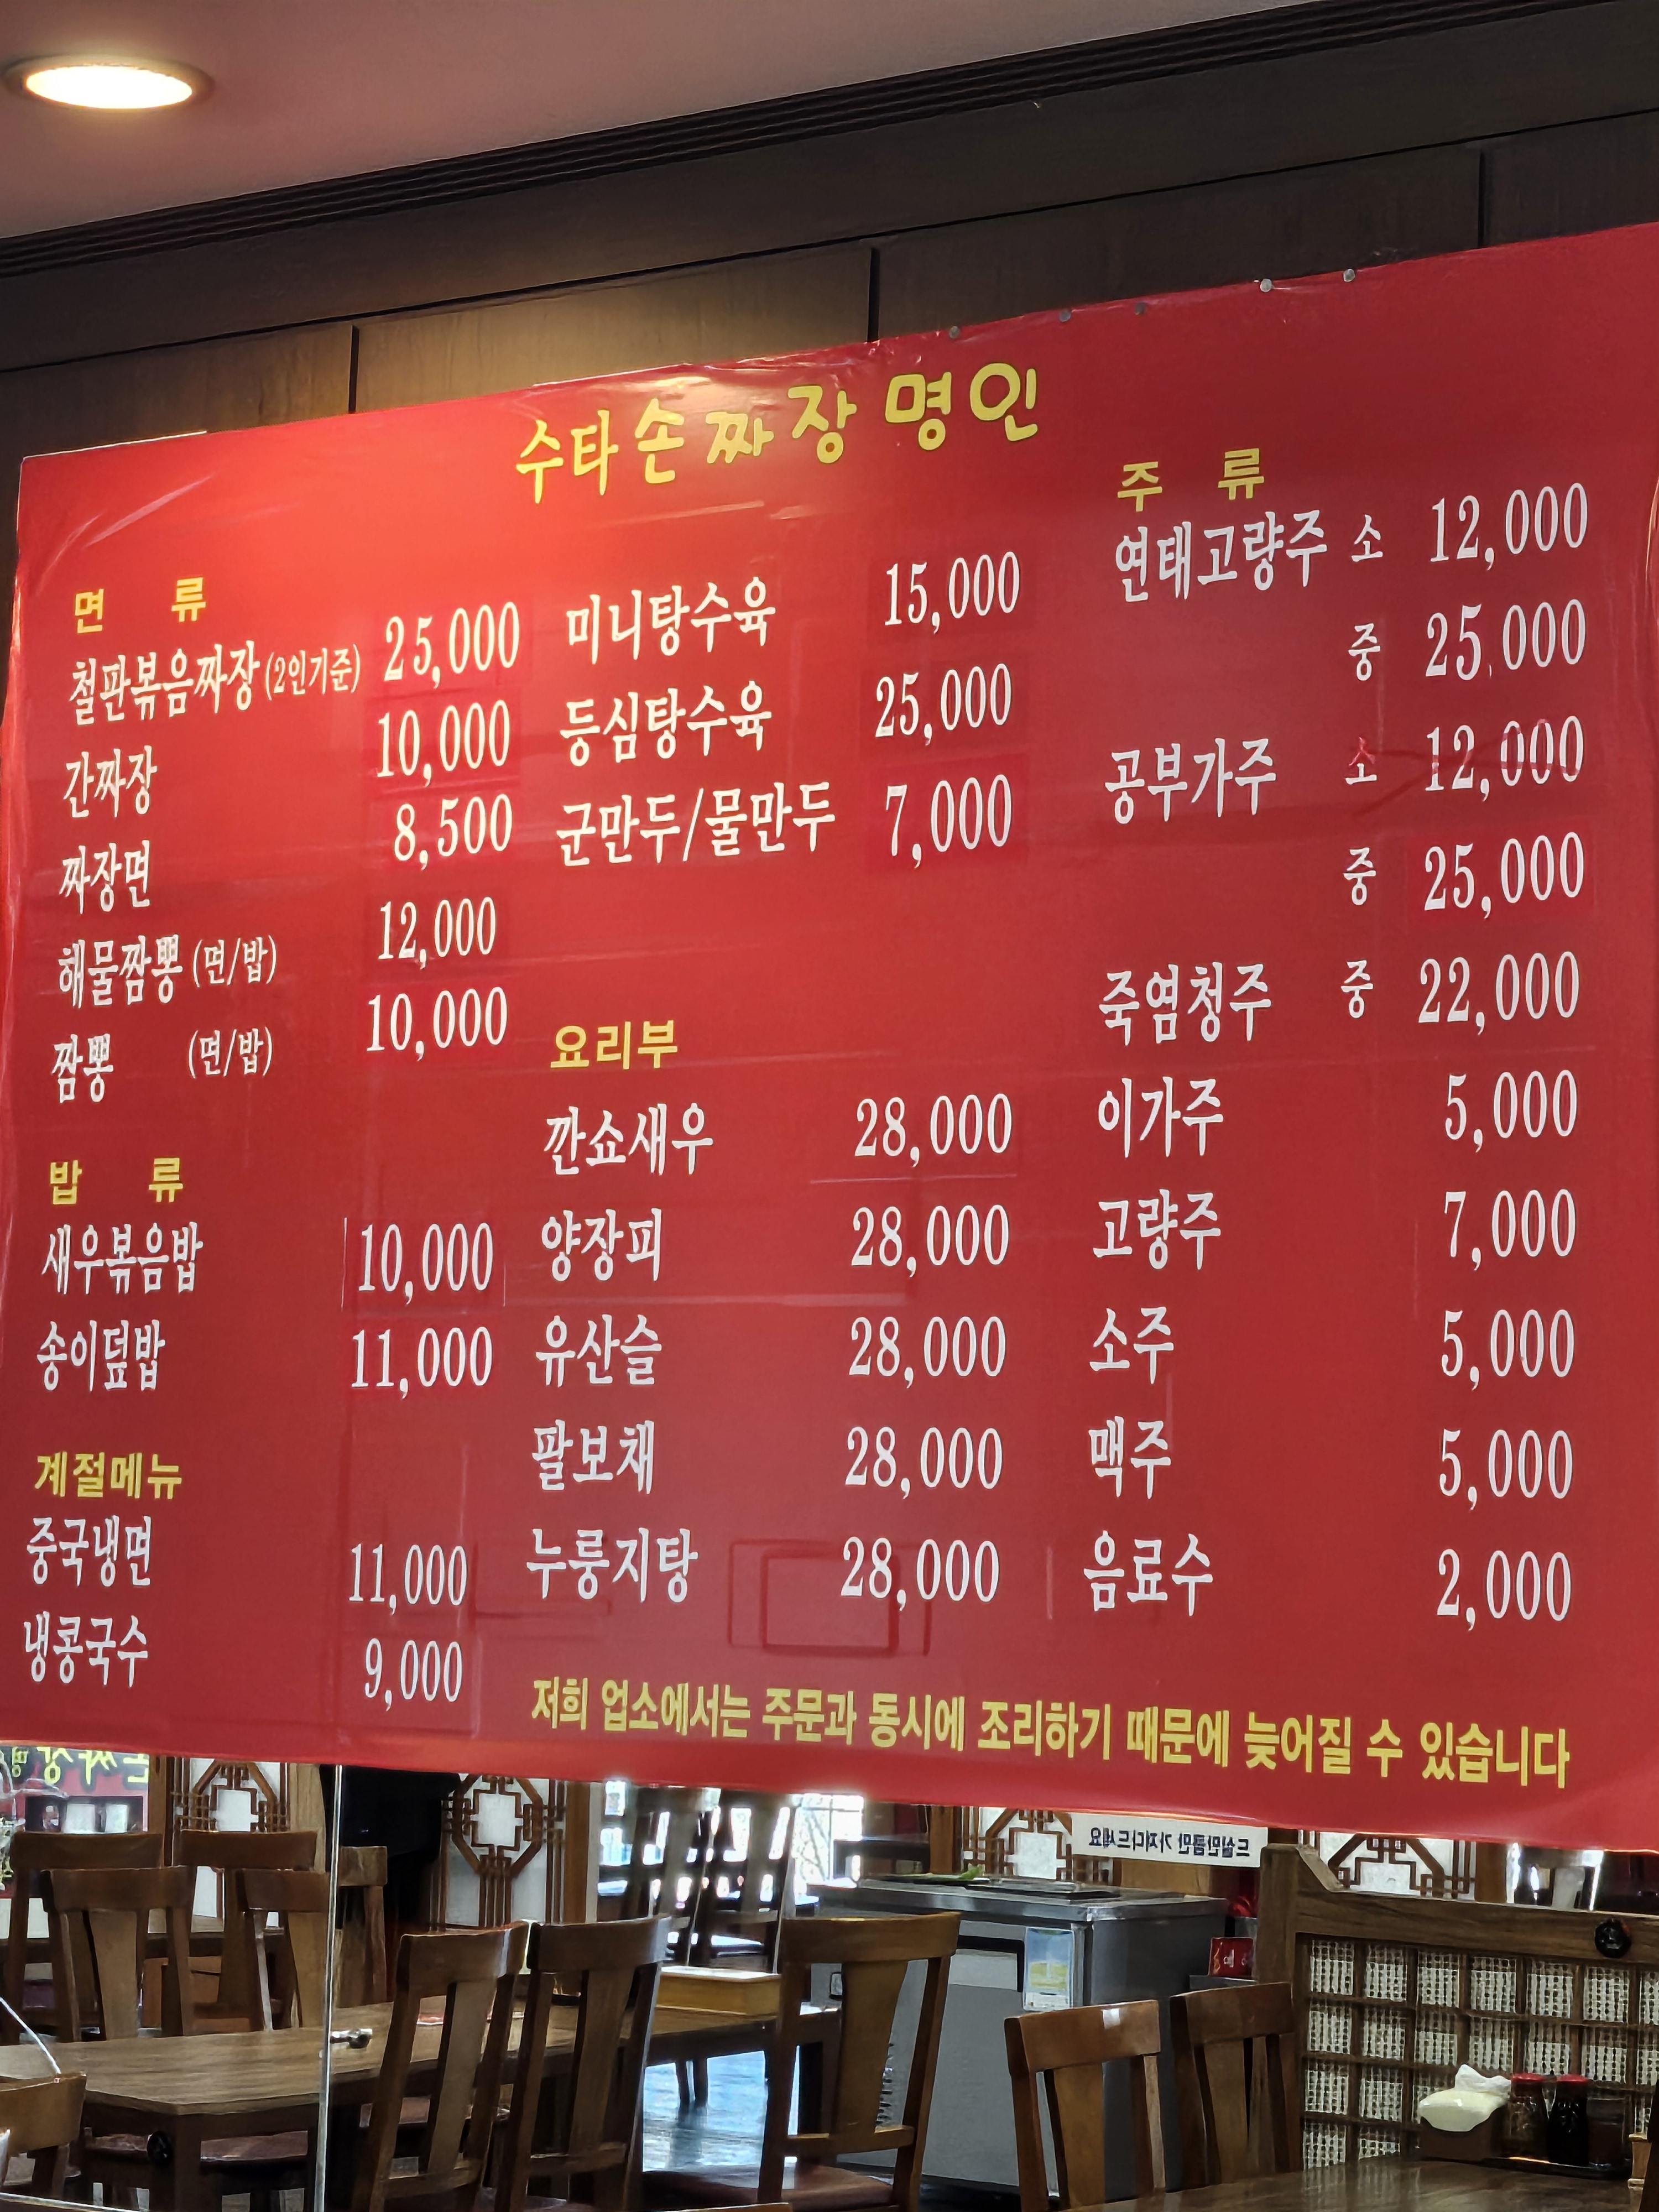 수타손짜장명인
면 류
철판볶음짜장(2인기준) 25,000
간짜장 10,000
짜장면 8,500
해물짬뽕(면/밥) 12,000
짬뽕 (면/밥) 10,000
밥 류
새우볶음밥 10,000
송이덮밥 11,000
계절메뉴
중국냉면 11,000
냉콩국수 9,000
미니탕수육 15,000
등심탕수육 25,000
군만두/물만두 7,000
요리부
깐쇼새우 28,000
양장피 28,000
유산슬 28,000
팔보채 28,000
누룽지탕 28,000
주 류
연태고량주 소 12,000
중 25,000
공부가주 소 12,000
중 25,000
죽염청주 중 22,000
이가주 5,000
고량주 7,000
소주 5,000
맥주 5,000
음료수 2,000
저희 업소에서는 주문과 동시에 조리하기 때문에 늦어질 수 있습니다
드실만큼만 가져다드세요